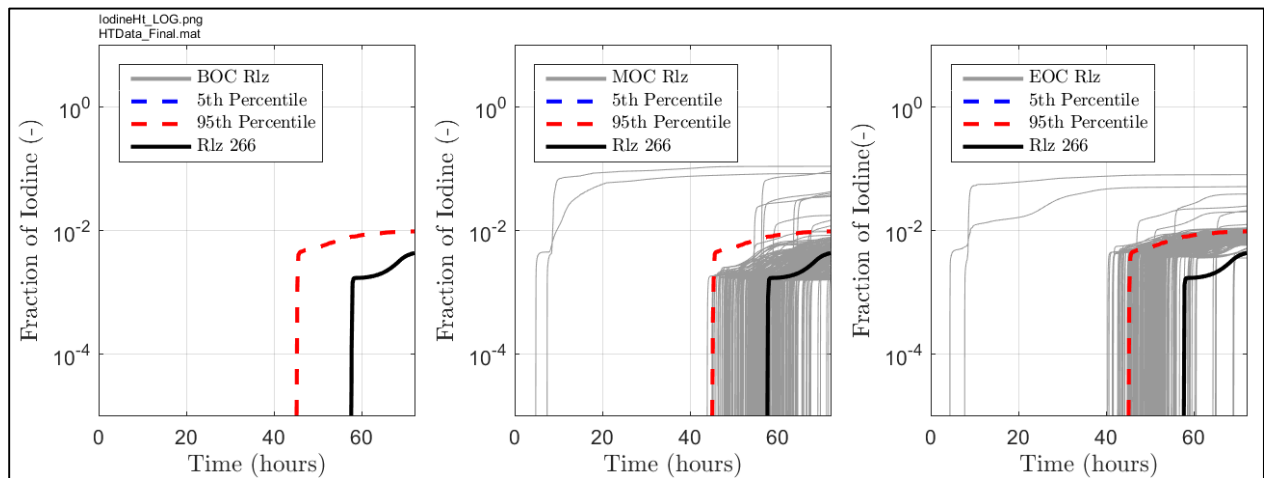 IodineHt_LOG.png
HTData_Final.mat
BOC Rlz
5th Percentile
95th Percentile
Rlz 266
10^0
10^-2
10^-4
Fraction of Iodine (-)
0 20 40 60
Time (hours)
MOC Rlz
5th Percentile
95th Percentile
Rlz 266
10^0
10^-2
10^-4
Fraction of Iodine (-)
0 20 40 60
Time (hours)
EOC Rlz
5th Percentile
95th Percentile
Rlz 266
10^0
10^-2
10^-4
Fraction of Iodine(-)
0 20 40 60
Time (hours)